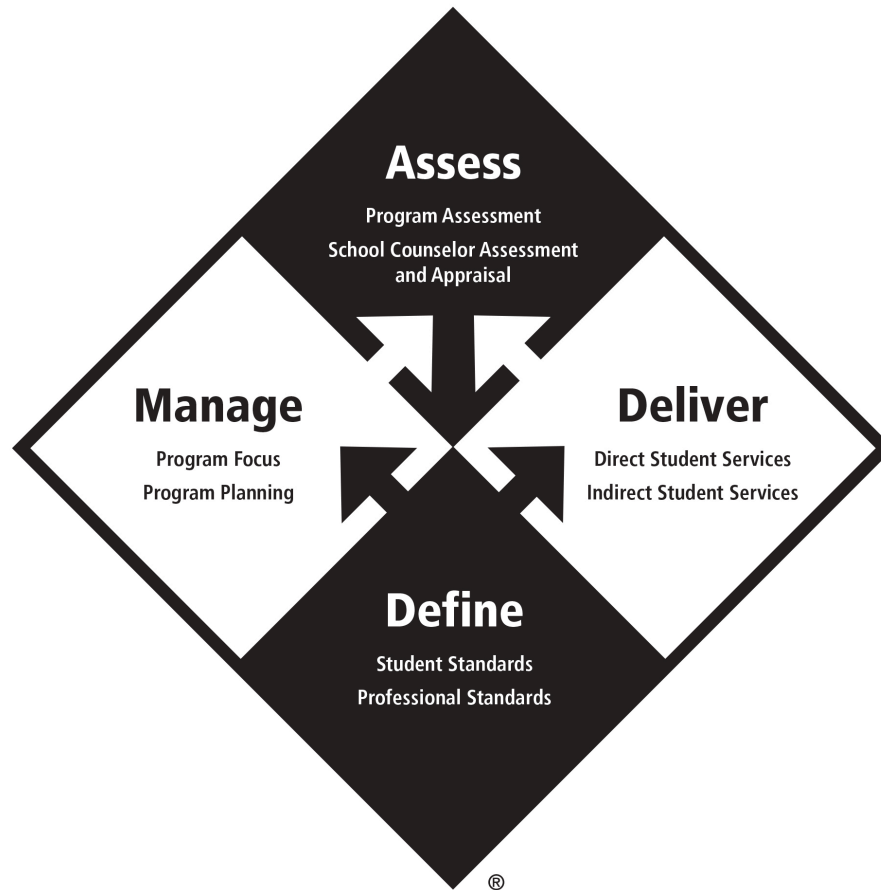 Assess
Program Assessment
School Counselor Assessment
and Appraisal
Manage
Program Focus
Program Planning
Deliver
Direct Student Services
Indirect Student Services
Define
Student Standards
Professional Standards
®